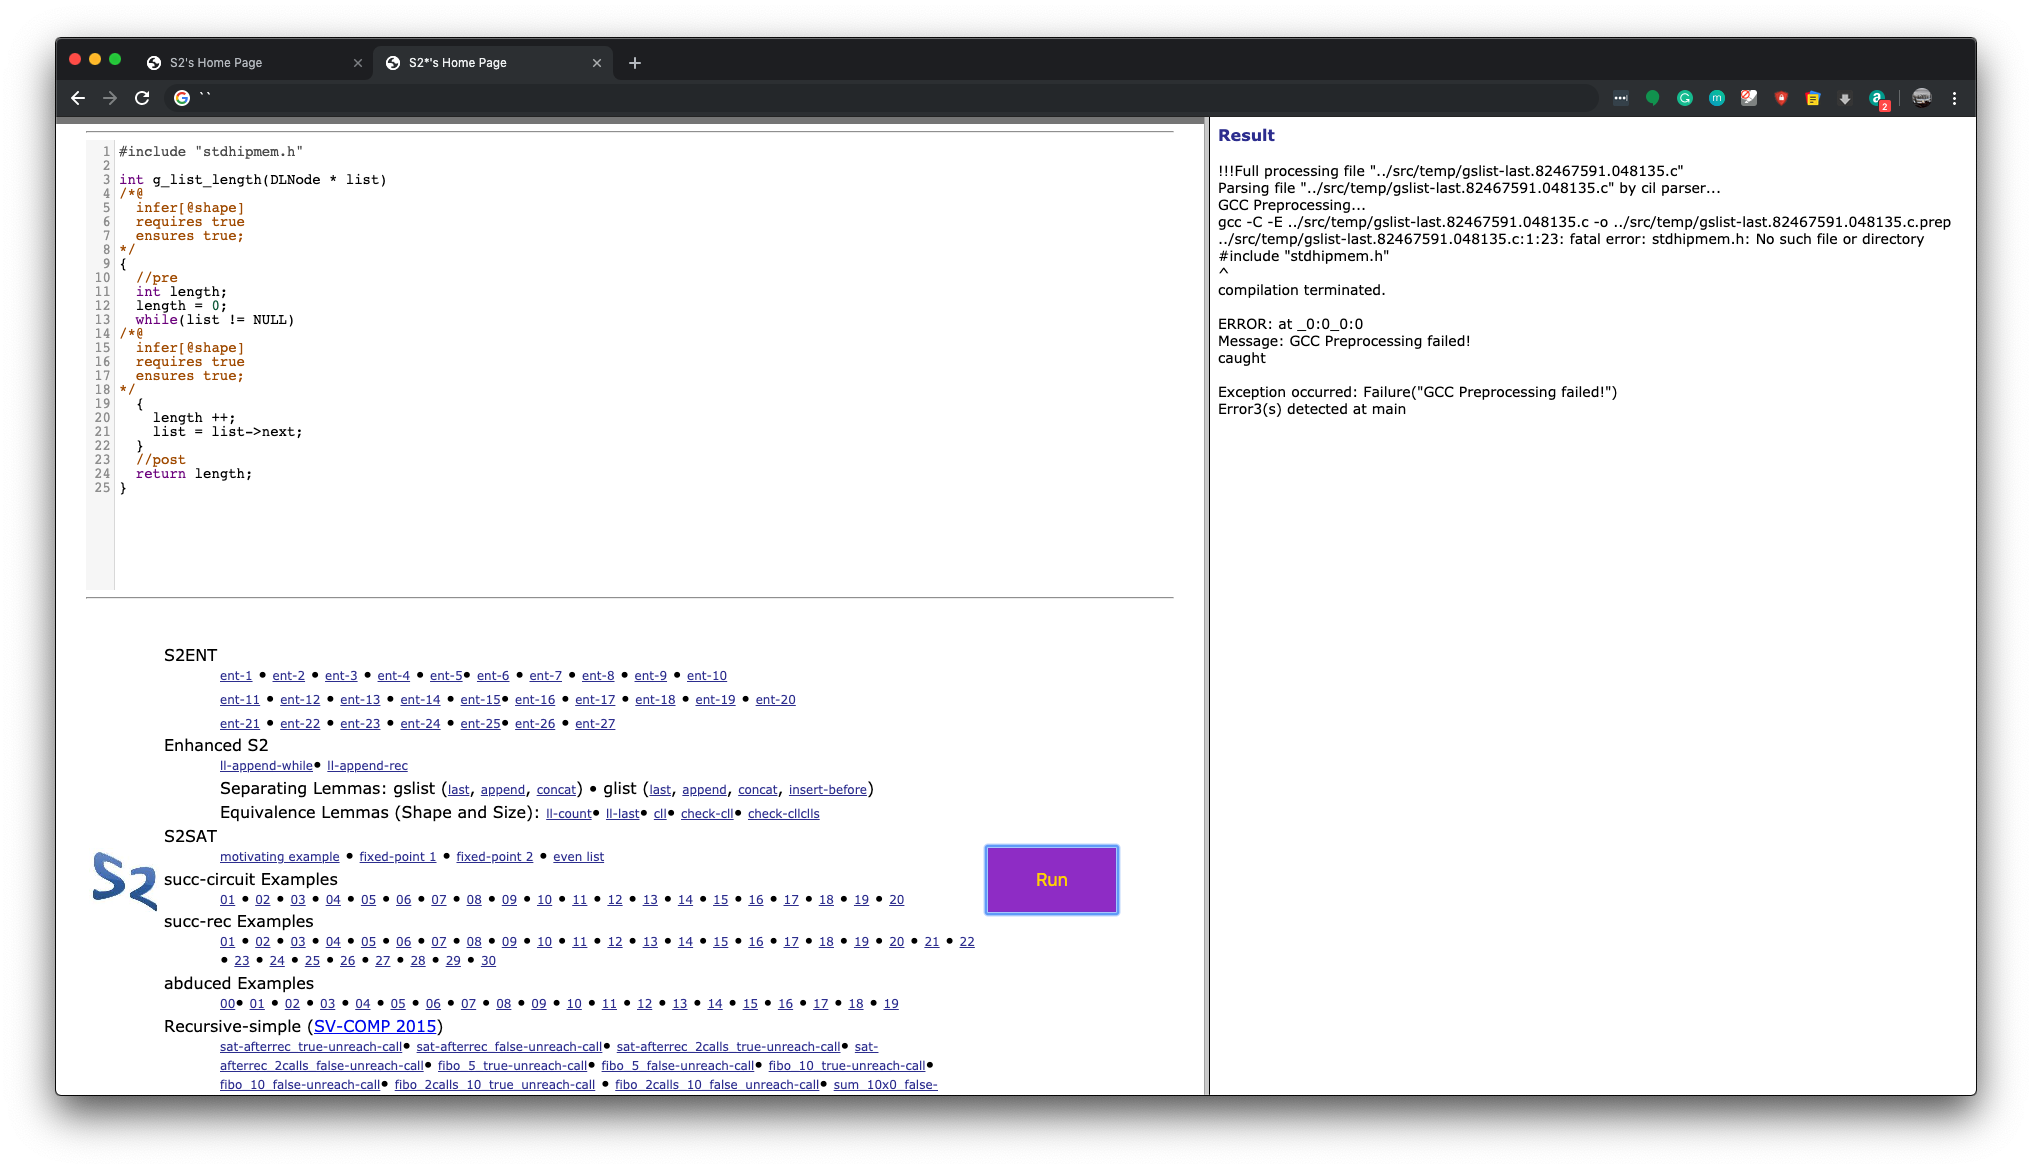 S2's Home Page
S2*'s Home Page
``
2
1 #include "stdhipmem.h"
2
3 int g_list_length(DLNode * list)
4 /*@
5   infer[@shape]
6   requires true
7   ensures true;
8 */
9 {
10   //pre
11   int length;
12   length = 0;
13   while(list != NULL)
14 /*@
15   infer[@shape]
16   requires true
17   ensures true;
18 */
19   {
20     length ++;
21     list = list->next;
22   }
23   //post
24   return length;
25 }
S2ENT
ent-1 • ent-2 • ent-3 • ent-4 • ent-5• ent-6 • ent-7 • ent-8 • ent-9 • ent-10
ent-11 • ent-12 • ent-13 • ent-14 • ent-15• ent-16 • ent-17 • ent-18 • ent-19 • ent-20
ent-21 • ent-22 • ent-23 • ent-24 • ent-25• ent-26 • ent-27
Enhanced S2
ll-append-while• ll-append-rec
Separating Lemmas: gslist (last, append, concat) • glist (last, append, concat, insert-before)
Equivalence Lemmas (Shape and Size): ll-count• ll-last• cll• check-cll• check-cllclls
S2SAT
motivating example • fixed-point 1 • fixed-point 2 • even list
S2
succ-circuit Examples
01 • 02 • 03 • 04 • 05 • 06 • 07 • 08 • 09 • 10 • 11 • 12 • 13 • 14 • 15 • 16 • 17 • 18 • 19 • 20
succ-rec Examples
01 • 02 • 03 • 04 • 05 • 06 • 07 • 08 • 09 • 10 • 11 • 12 • 13 • 14 • 15 • 16 • 17 • 18 • 19 • 20 • 21 • 22
• 23 • 24 • 25 • 26 • 27 • 28 • 29 • 30
abduced Examples
00• 01 • 02 • 03 • 04 • 05 • 06 • 07 • 08 • 09 • 10 • 11 • 12 • 13 • 14 • 15 • 16 • 17 • 18 • 19
Recursive-simple (SV-COMP 2015)
sat-afterrec_true-unreach-call• sat-afterrec_false-unreach-call• sat-afterrec_2calls_true-unreach-call• sat-
afterrec_2calls_false-unreach-call• fibo_5_true-unreach-call• fibo_5_false-unreach-call• fibo_10_true-unreach-call•
fibo_10_false-unreach-call• fibo_2calls_10_true_unreach-call • fibo_2calls_10_false_unreach-call• sum_10x0_false-
Run
Result
!!!Full processing file "../src/temp/gslist-last.82467591.048135.c"
Parsing file "../src/temp/gslist-last.82467591.048135.c" by cil parser...
GCC Preprocessing...
gcc -C -E ../src/temp/gslist-last.82467591.048135.c -o ../src/temp/gslist-last.82467591.048135.c.prep
../src/temp/gslist-last.82467591.048135.c:1:23: fatal error: stdhipmem.h: No such file or directory
#include "stdhipmem.h"
^
compilation terminated.
ERROR: at _0:0_0:0
Message: GCC Preprocessing failed!
caught
Exception occurred: Failure("GCC Preprocessing failed!")
Error3(s) detected at main